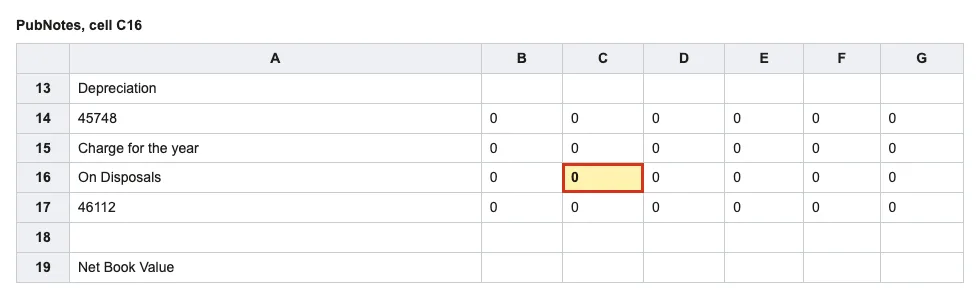 PubNotes, cell C16
A B C D E F G
13 Depreciation
14 45748 0 0 0 0 0 0
15 Charge for the year 0 0 0 0 0 0
16 On Disposals 0 0 0 0 0 0
17 46112 0 0 0 0 0 0
18
19 Net Book Value